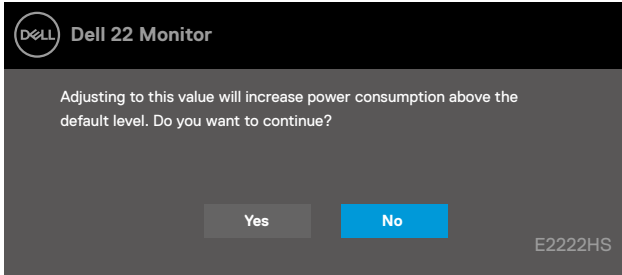 DELL Dell 22 Monitor
Adjusting to this value will increase power consumption above the
default level. Do you want to continue?
Yes No
E2222HS